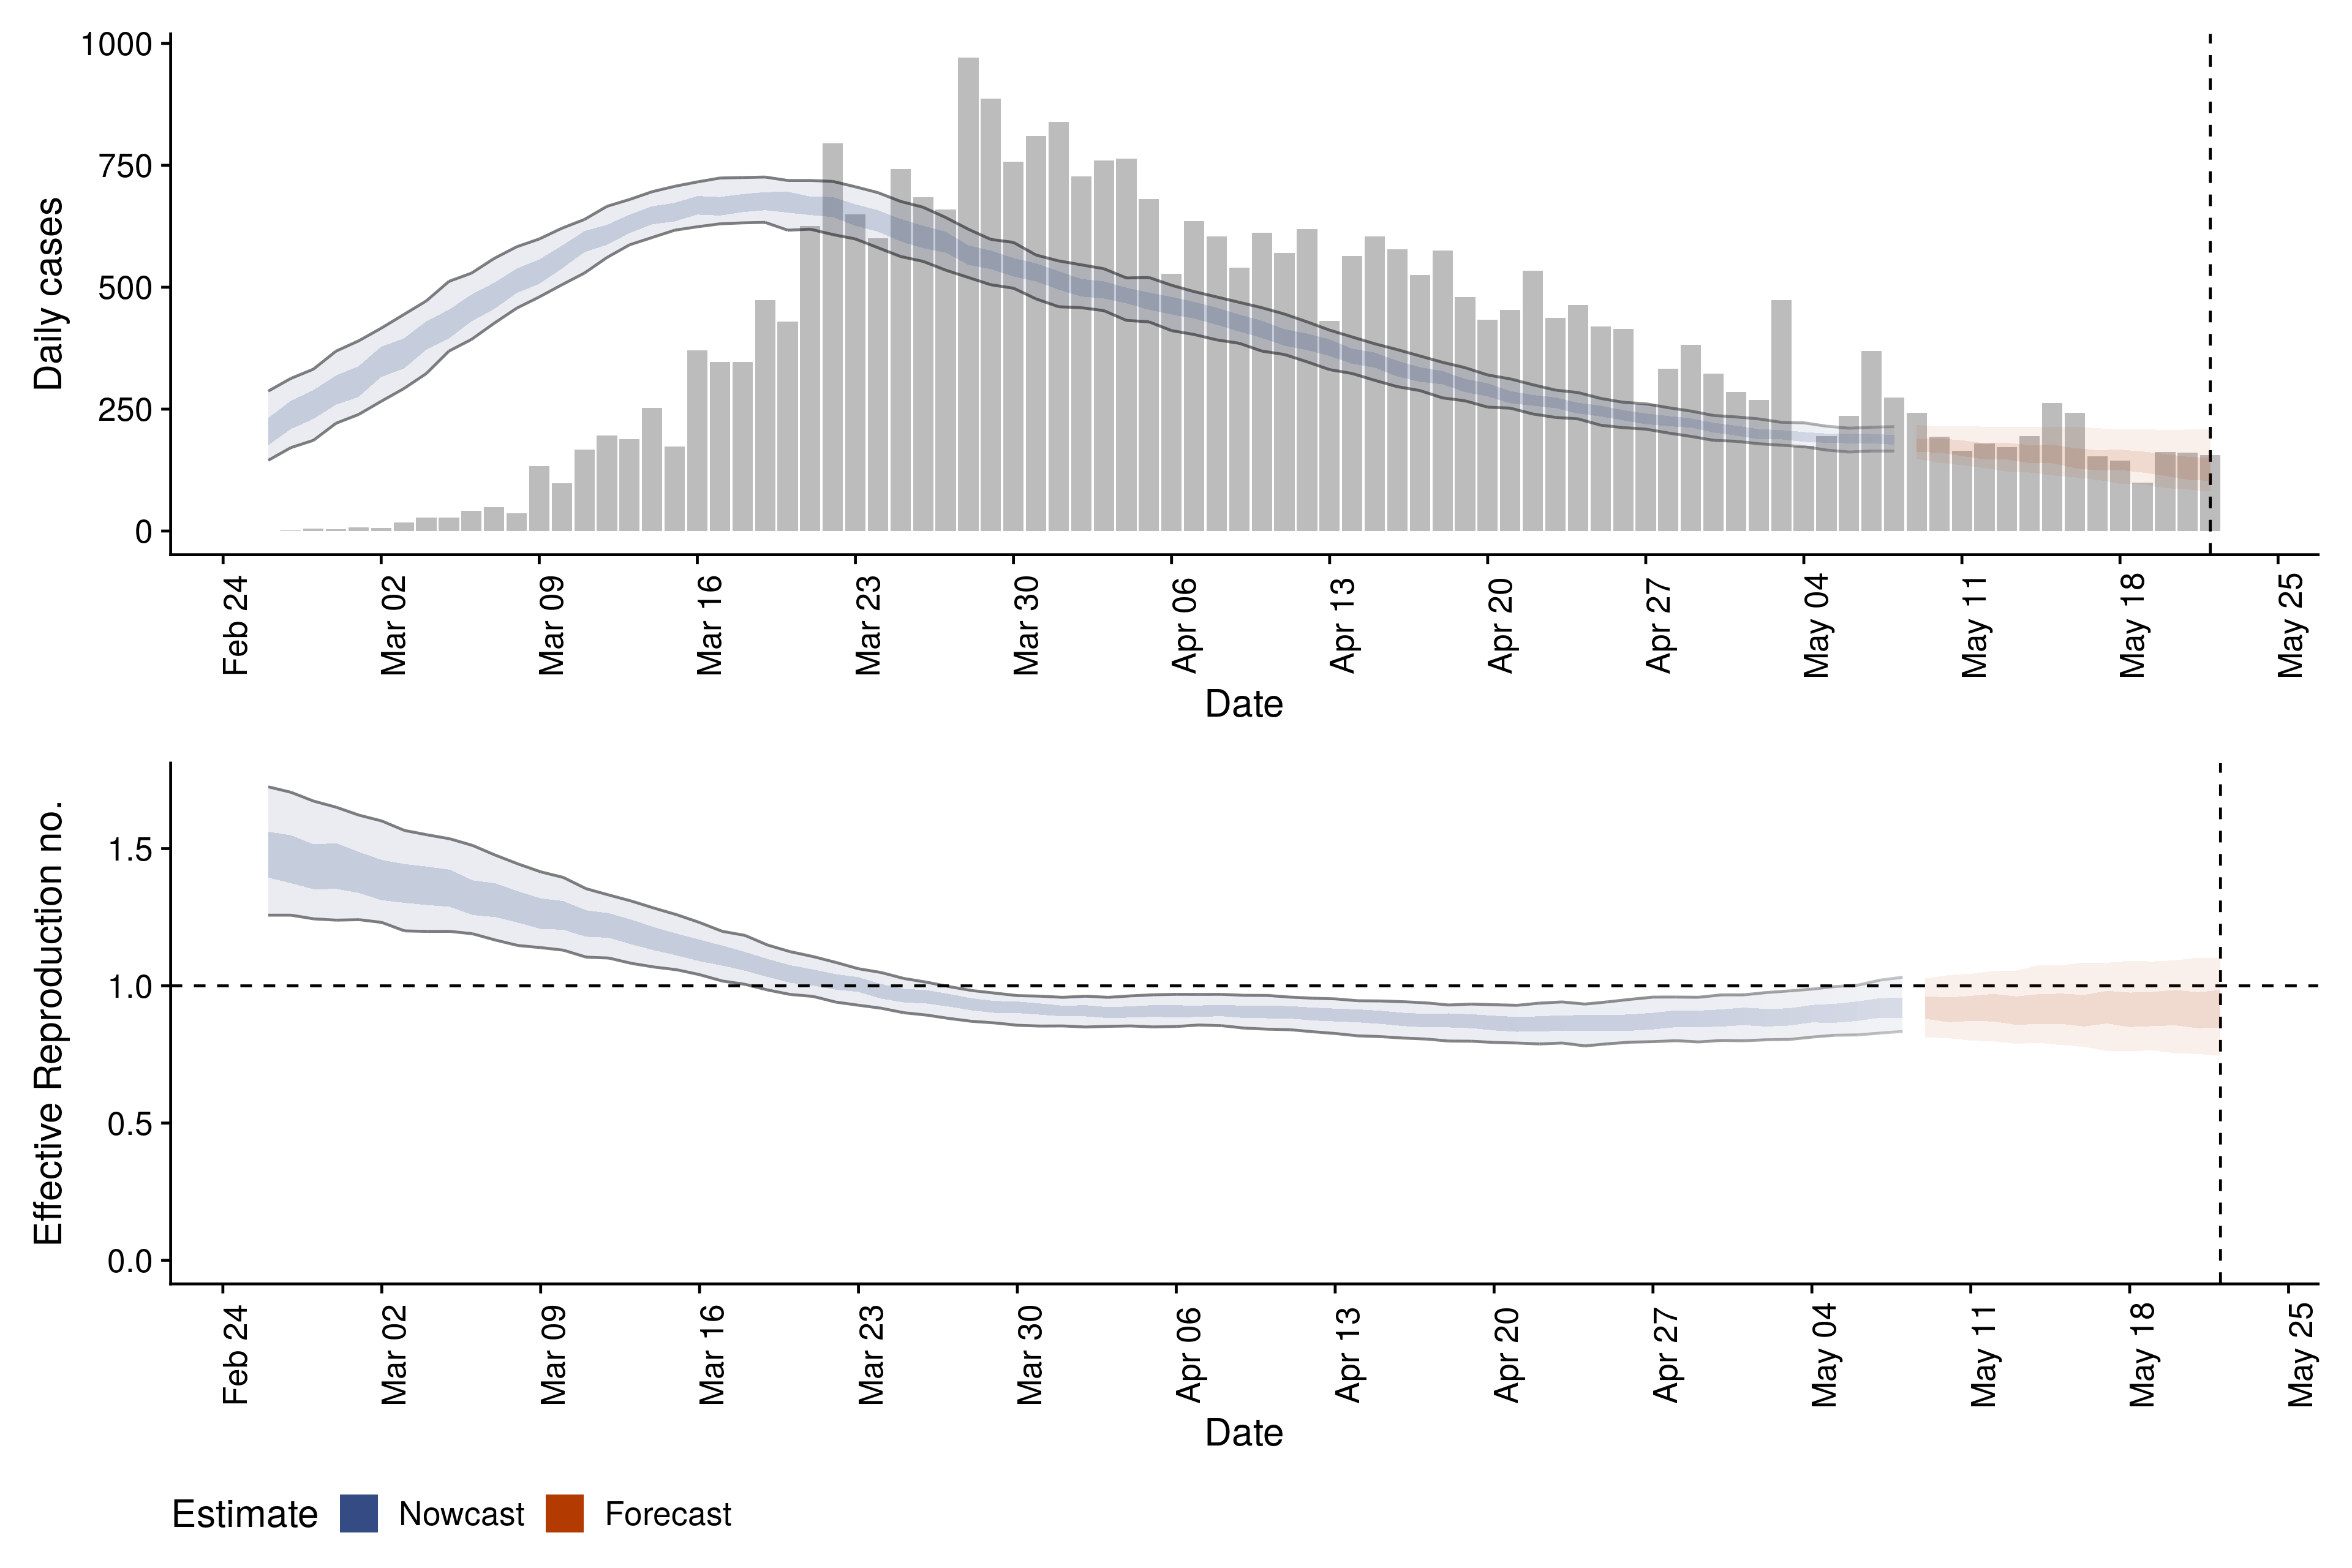 Daily cases
1000
750
500
250
0
Feb 24
Mar 02
Mar 09
Mar 16
Mar 23
Mar 30
Apr 06
Apr 13
Apr 20
Apr 27
May 04
May 11
May 18
May 25
Date
Effective Reproduction no.
1.5
1.0
0.5
0.0
Feb 24
Mar 02
Mar 09
Mar 16
Mar 23
Mar 30
Apr 06
Apr 13
Apr 20
Apr 27
May 04
May 11
May 18
May 25
Date
Estimate Nowcast Forecast